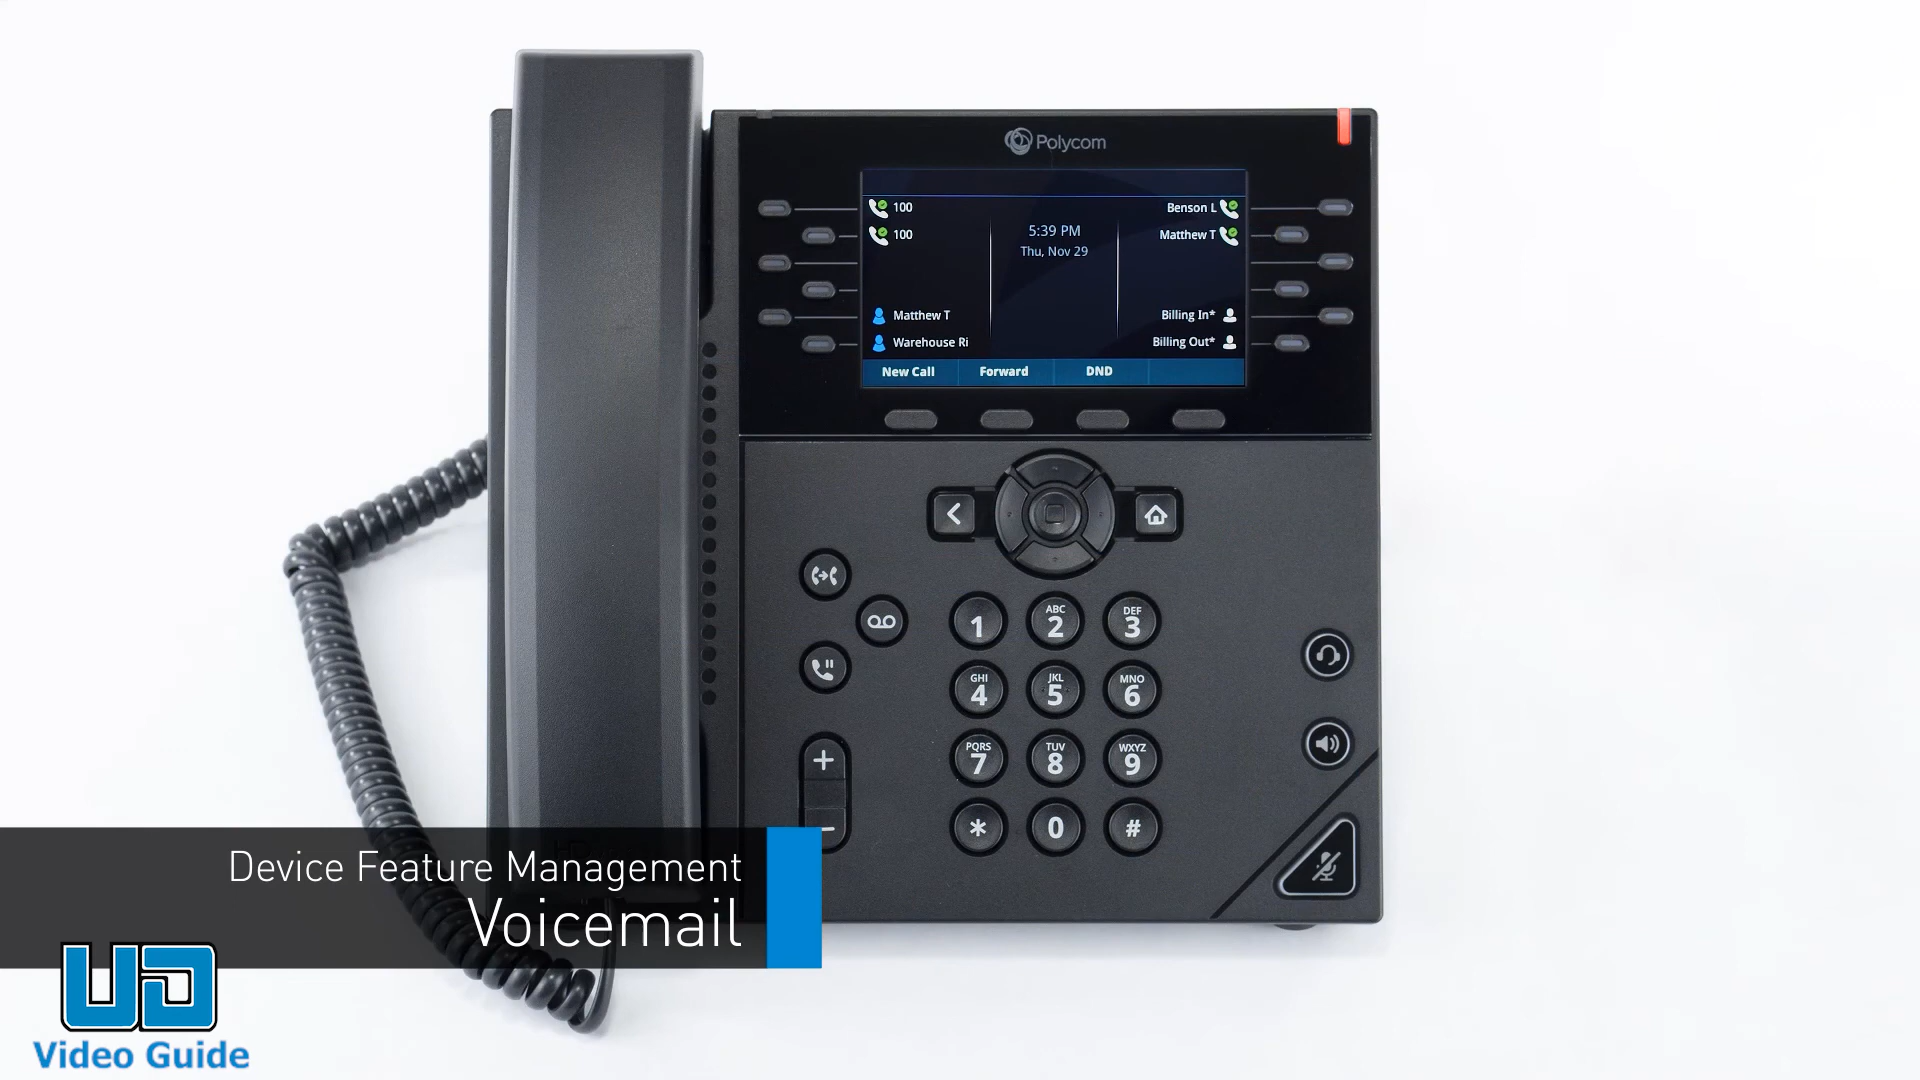 Polycom
100
Benson L
100
5:39 PM
Matthew T
Thu, Nov 29
Matthew T
Billing In*
Warehouse Ri
Billing Out*
New Call
Forward
DND
1
ABC
2
DEF
3
GHI
4
JKL
5
MNO
6
PQRS
7
TUV
8
WXYZ
9
*
0
#
+
-
Device Feature Management
Voicemail
UD
Video Guide